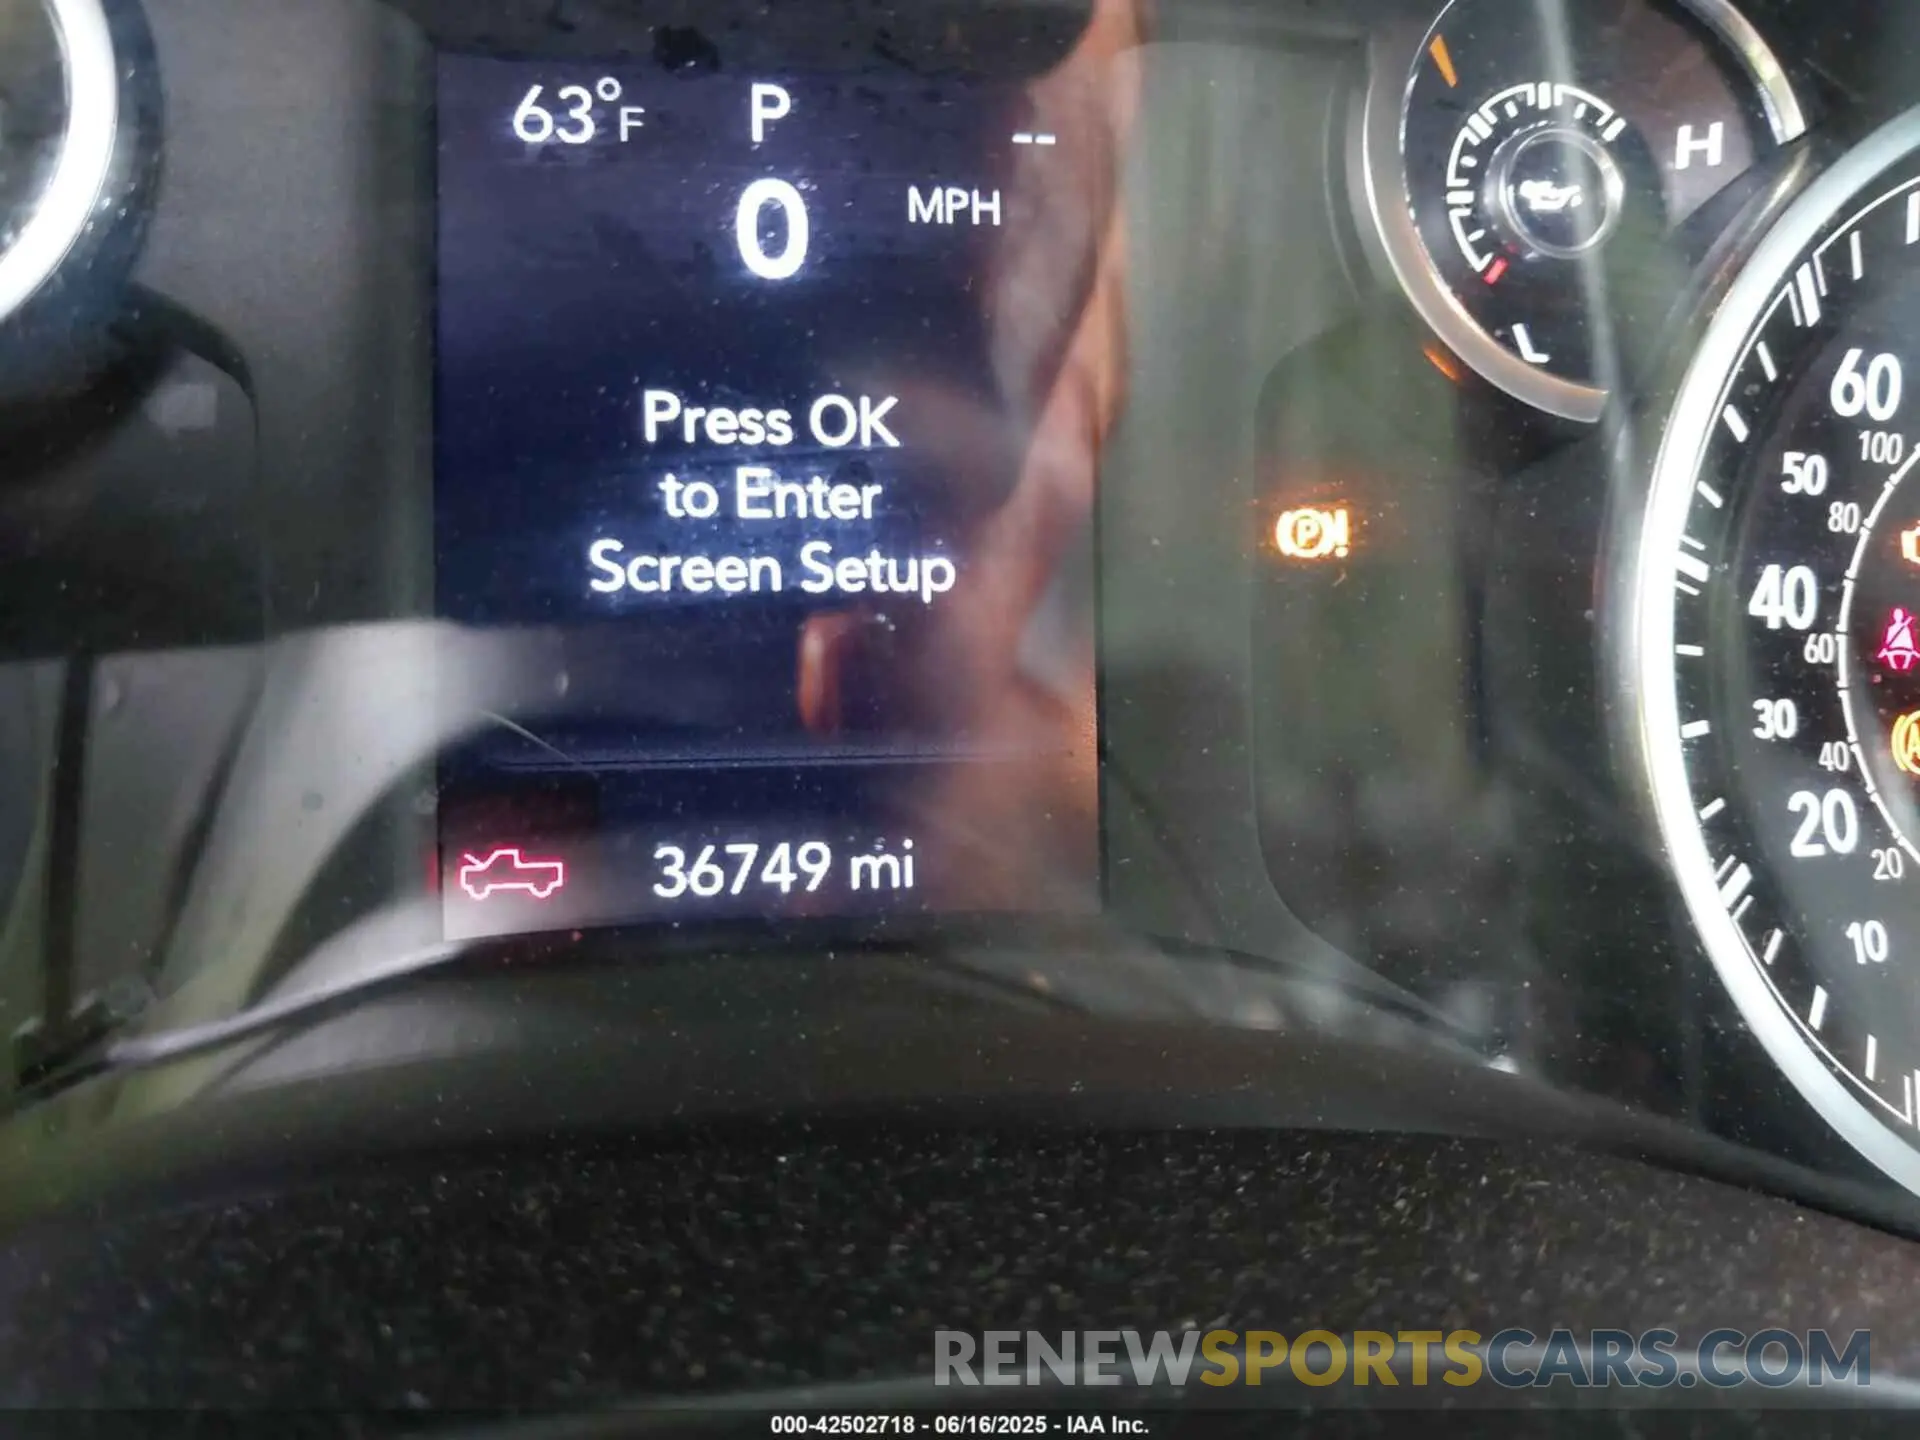 63°F P --
0 MPH
Press OK
to Enter
Screen Setup
36749 mi
H
L
P!
60
100
50
80
40
60
30
40
20
20
10
RENEWSPORTSCARS.COM
000-42502718 - 06/16/2025 - IAA Inc.